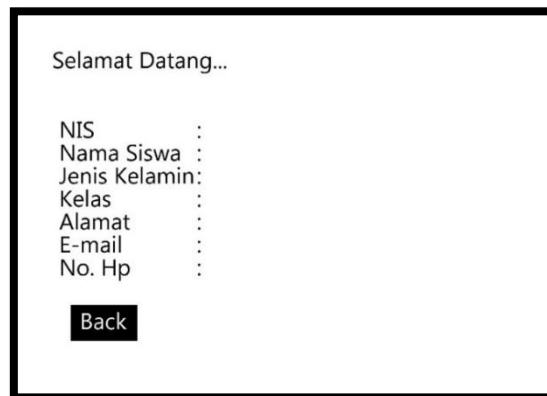 Selamat Datang...
NIS :
Nama Siswa :
Jenis Kelamin:
Kelas :
Alamat :
E-mail :
No. Hp :
Back